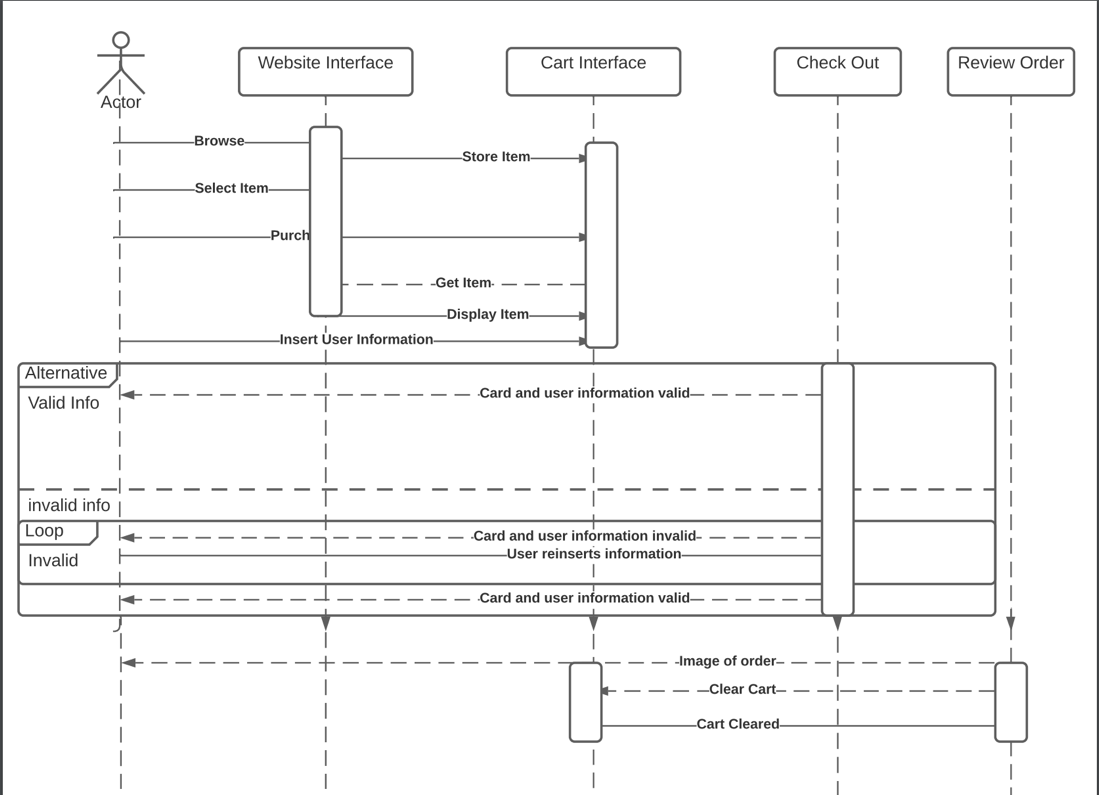 Actor
Website Interface
Cart Interface
Check Out
Review Order
Browse
Store Item
Select Item
Purch
Get Item
Display Item
Insert User Information
Alternative
Card and user information valid
Valid Info
invalid info
Loop
Card and user information invalid
User reinserts information
Invalid
Card and user information valid
Image of order
Clear Cart
Cart Cleared